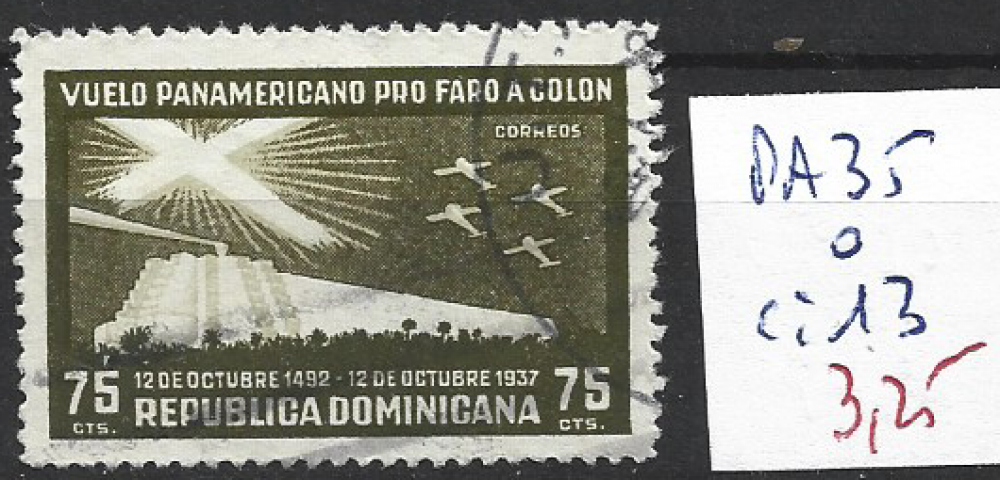 VUELO PANAMERICANO PRO FARO A COLON
CORREOS
75 CTS.
12 DE OCTUBRE 1492 - 12 DE OCTUBRE 1937
REPUBLICA DOMINICANA
75 CTS.
PA35
o
c: 13
3,25